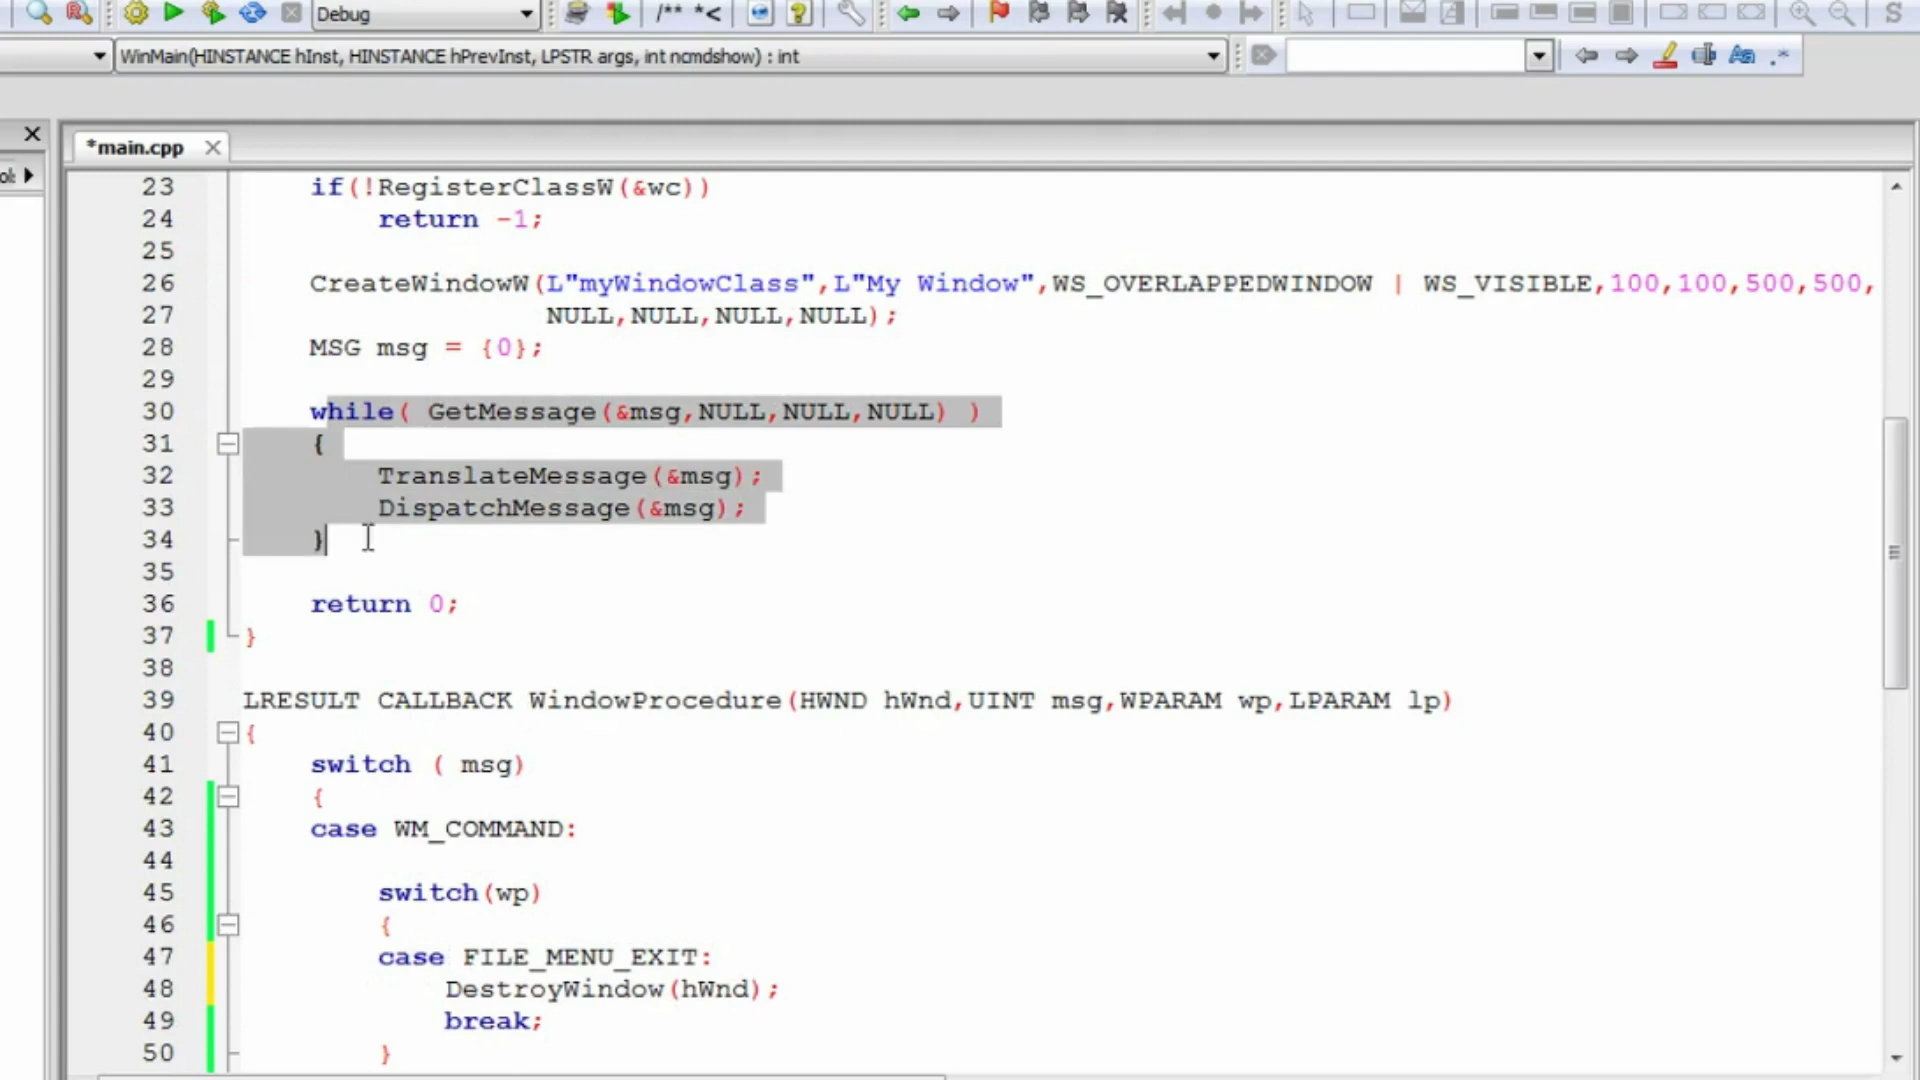 Debug
/** *<
S
WinMain(HINSTANCE hInst, HINSTANCE hPrevInst, LPSTR args, int ncmdshow) : int
Aa .*
*main.cpp
23 if(!RegisterClassW(&wc))
24 return -1;
25
26 CreateWindowW(L"myWindowClass",L"My Window",WS_OVERLAPPEDWINDOW | WS_VISIBLE,100,100,500,500,
27 NULL,NULL,NULL,NULL);
28 MSG msg = {0};
29
30 while( GetMessage(&msg,NULL,NULL,NULL) )
31 {
32 TranslateMessage(&msg);
33 DispatchMessage(&msg);
34 }
35
36 return 0;
37 }
38
39 LRESULT CALLBACK WindowProcedure(HWND hWnd,UINT msg,WPARAM wp,LPARAM lp)
40 {
41 switch ( msg)
42 {
43 case WM_COMMAND:
44
45 switch(wp)
46 {
47 case FILE_MENU_EXIT:
48 DestroyWindow(hWnd);
49 break;
50 }